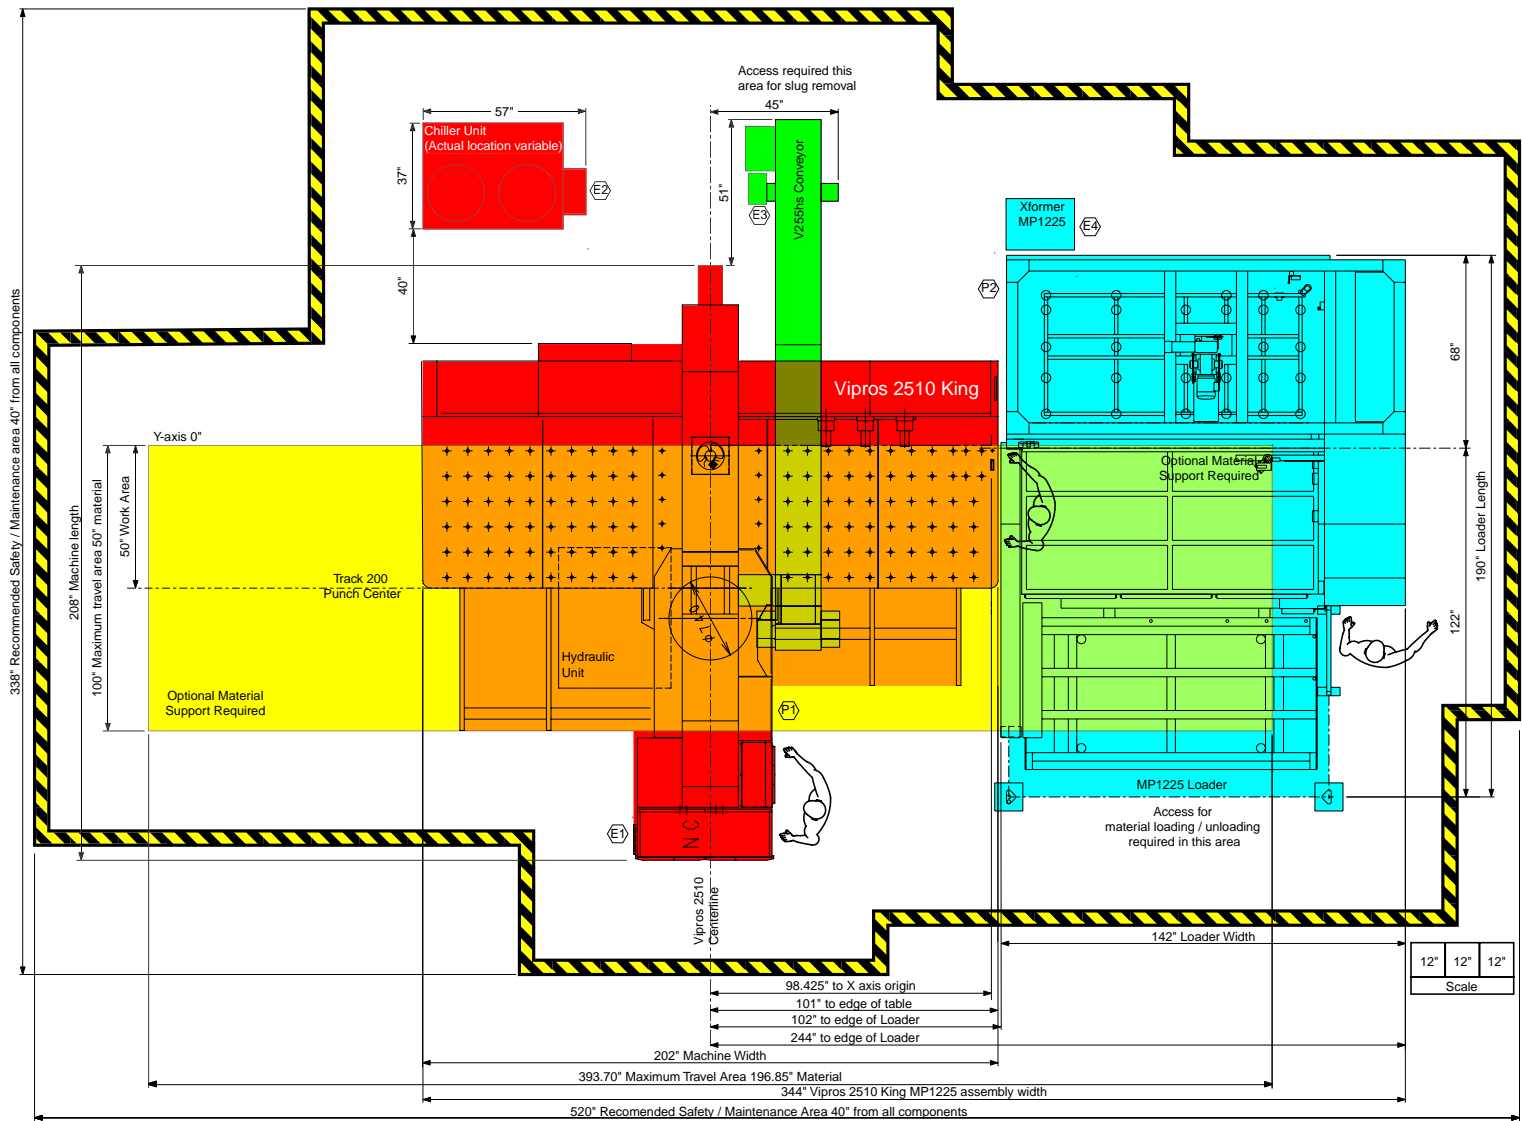 Access required this
area for slug removal
57"
45"
Chiller Unit
(Actual location variable)
37"
E2
51"
E3
V255hs Conveyor
Xformer
MP1225
E4
40"
P2
68"
338" Recommended Safety / Maintenance area 40" from all components
Vipros 2510 King
Y-axis 0"
208" Machine length
100" Maximum travel area 50" material
50" Work Area
Optional Material
Support Required
190" Loader Length
122"
Track 200
Punch Center
47.0
Hydraulic
Unit
Optional Material
Support Required
P1
MP1225 Loader
Access for
material loading / unloading
required in this area
E1
N C
Vipros 2510
Centerline
142" Loader Width
12" 12" 12"
Scale
98.425" to X axis origin
101" to edge of table
102" to edge of Loader
244" to edge of Loader
202" Machine Width
393.70" Maximum Travel Area 196.85" Material
344" Vipros 2510 King MP1225 assembly width
520" Recomended Safety / Maintenance Area 40" from all components